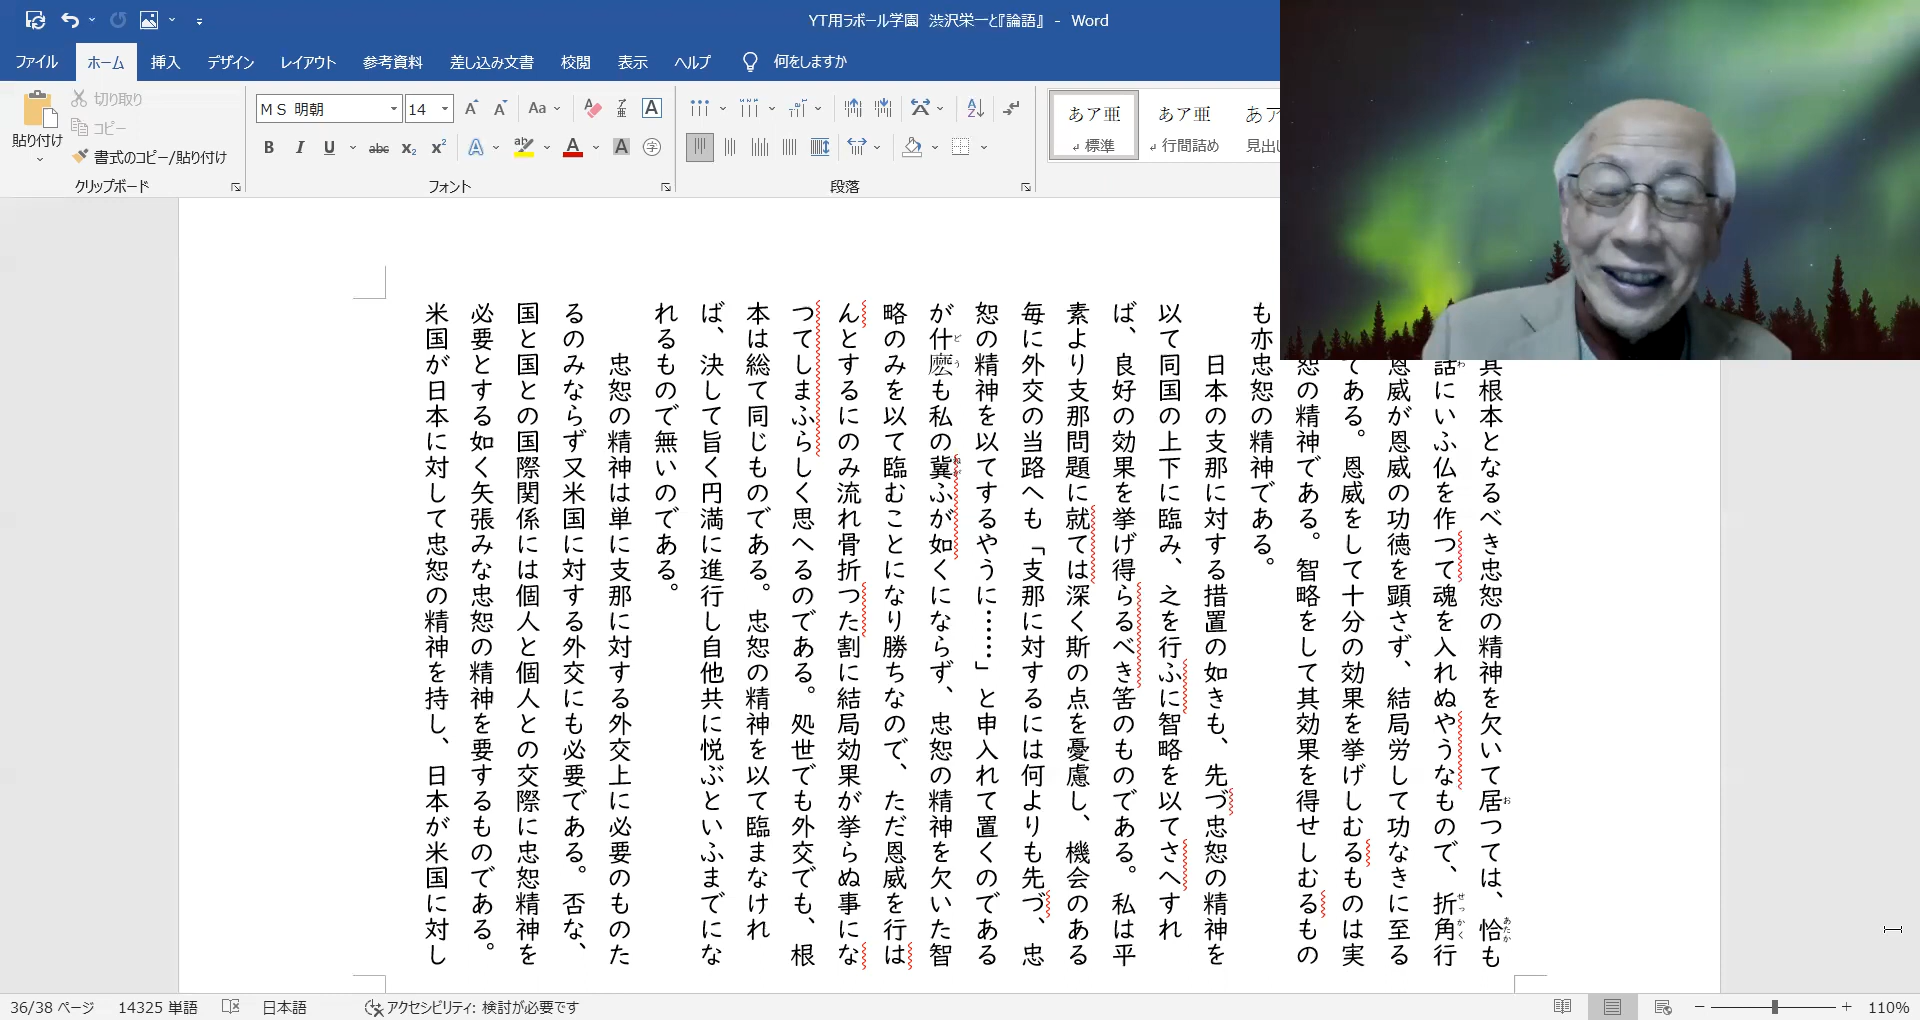 YT用ラボール学園 渋沢栄一と『論語』 - Word
ファイル ホーム 挿入 デザイン レイアウト 参考資料 差し込み文書 校閲 表示 ヘルプ 何をしますか
貼り付け
切り取り
コピー
書式のコピー/貼り付け
クリップボード
ＭＳ 明朝 14
フォント
段落
あア亜 標準
あア亜 行間詰め
あア 見出し
其根本となるべき忠恕の精神を欠いて居つては、恰も
話にいふ仏を作つて魂を入れぬやうなもので、折角行
恩威が恩威の功徳を顕さず、結局労して功なきに至る
てある。恩威をして十分の効果を挙げしむるものは実
恕の精神である。智略をして其効果を得せしむるもの
も亦忠恕の精神である。
日本の支那に対する措置の如きも、先づ忠恕の精神を
以て同国の上下に臨み、之を行ふに智略を以てさへすれ
ば、良好の効果を挙げ得らるべき筈のものである。私は平
素より支那問題に就ては深く斯の点を憂慮し、機会のある
毎に外交の当路へも「支那に対するには何よりも先づ、忠
恕の精神を以てするやうに……」と申入れて置くのである
が什麼も私の冀ふが如くにならず、忠恕の精神を欠いた智
略のみを以て臨むことになり勝ちなので、ただ恩威を行は
んとするにのみ流れ骨折つた割に結局効果が挙らぬ事にな
つてしまふらしく思へるのである。処世でも外交でも、根
本は総て同じものである。忠恕の精神を以て臨まなけれ
ば、決して旨く円満に進行し自他共に悦ぶといふまでにな
れるもので無いのである。
忠恕の精神は単に支那に対する外交上に必要のものた
るのみならず又米国に対する外交にも必要である。否な、
国と国との国際関係には個人と個人との交際に忠恕精神を
必要とする如く矢張みな忠恕の精神を要するものである。
米国が日本に対して忠恕の精神を持し、日本が米国に対し
36/38 ページ 14325 単語 日本語 アクセシビリティ: 検討が必要です 110%